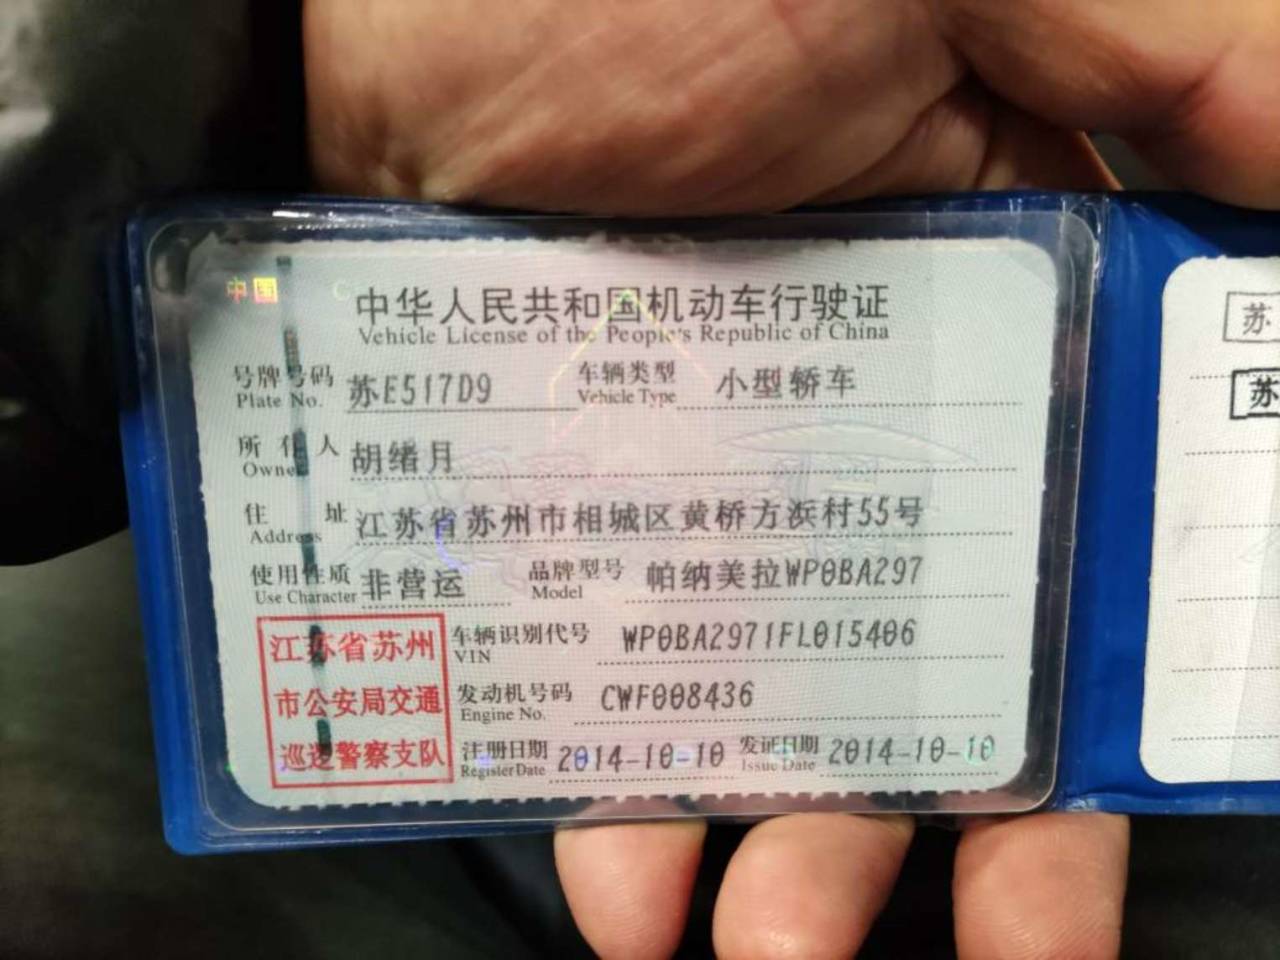 中国
中华人民共和国机动车行驶证
Vehicle License of the People's Republic of China
号牌号码 苏E517D9 车辆类型 小型轿车
Plate No. Vehicle Type
所有人 胡绪月
Owner
住址 江苏省苏州市相城区黄桥方浜村55号
Address
使用性质 非营运 品牌型号 帕纳美拉WP0BA297
Use Character Model
江苏省苏州 车辆识别代号 WP0BA2971FL015406
VIN
市公安局交通 发动机号码 CWF008436
Engine No.
巡逻警察支队 注册日期 2014-10-10 发证日期 2014-10-10
Register Date Issue Date
苏
苏